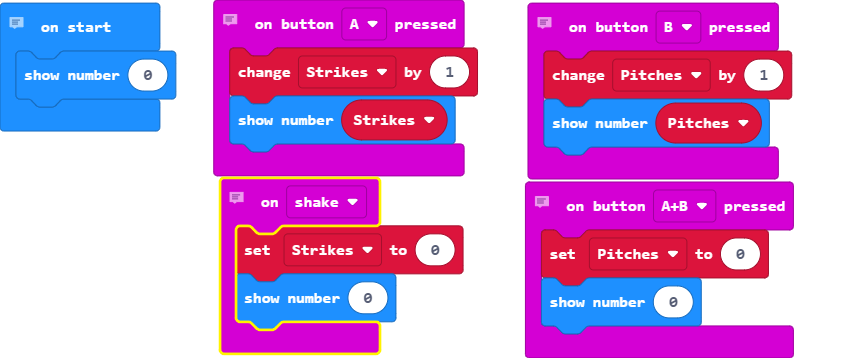 on start
show number 0
on button A pressed
change Strikes by 1
show number Strikes
on button B pressed
change Pitches by 1
show number Pitches
on shake
set Strikes to 0
show number 0
on button A+B pressed
set Pitches to 0
show number 0